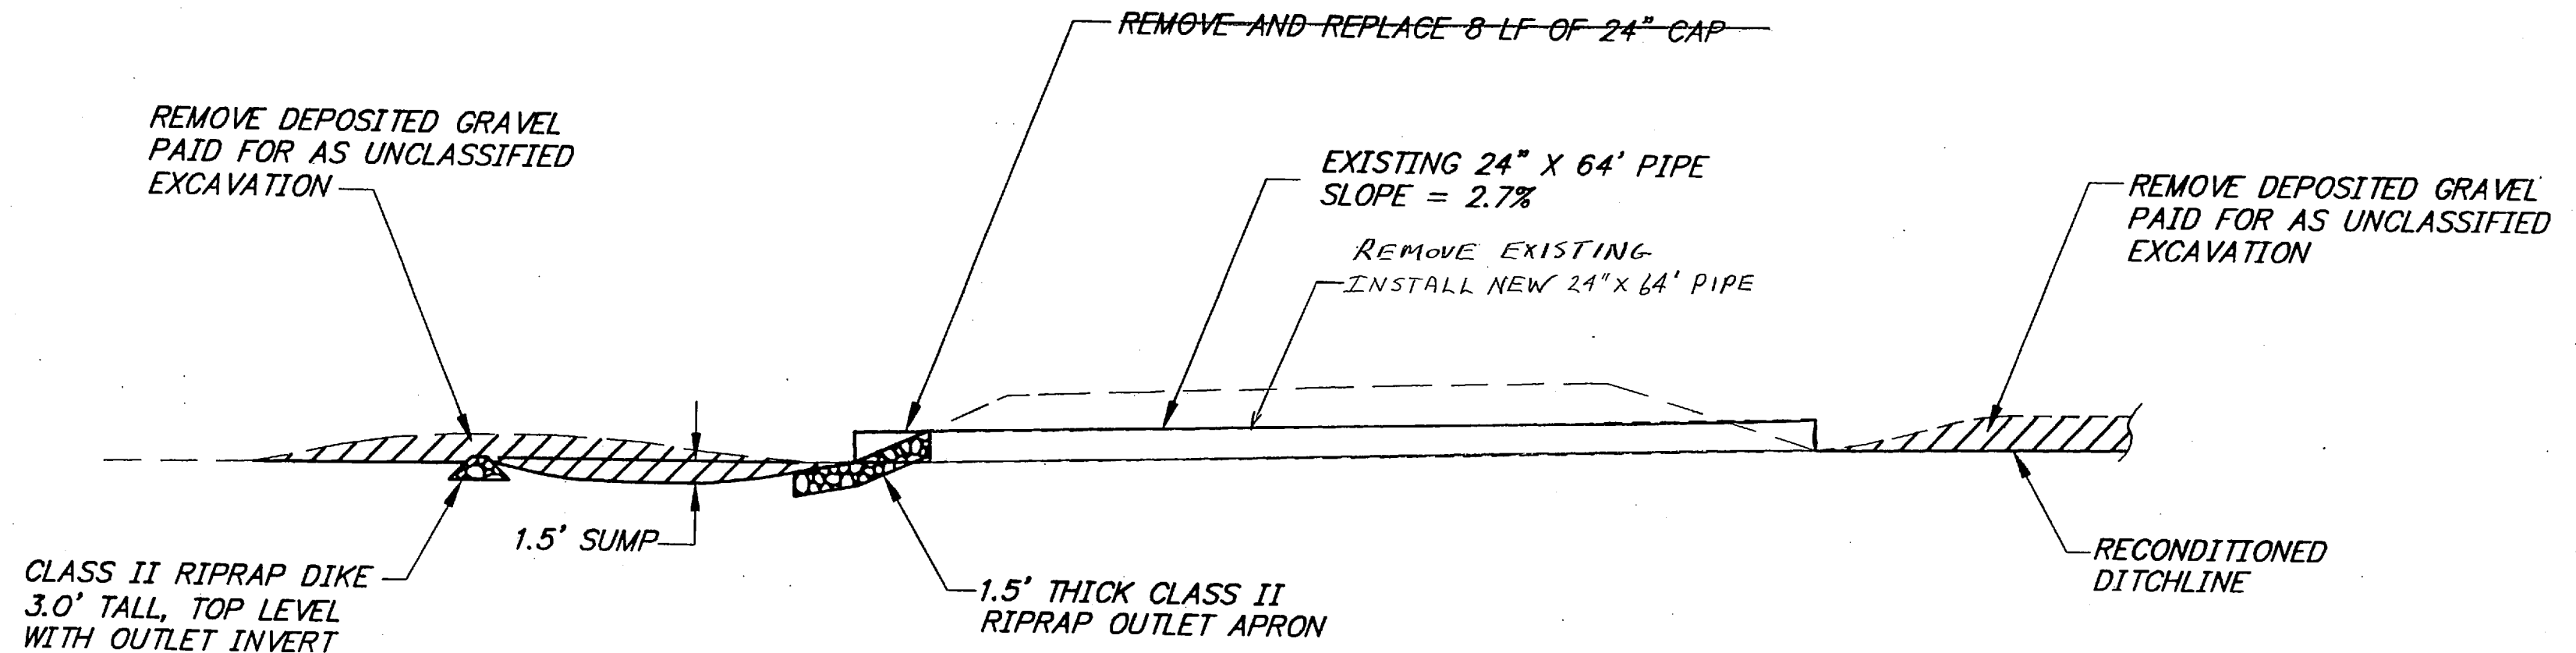 REMOVE AND REPLACE 8 LF OF 24" CAP
REMOVE DEPOSITED GRAVEL
PAID FOR AS UNCLASSIFIED
EXCAVATION
EXISTING 24" X 64' PIPE
SLOPE = 2.7%
REMOVE EXISTING
INSTALL NEW 24" X 64' PIPE
REMOVE DEPOSITED GRAVEL
PAID FOR AS UNCLASSIFIED
EXCAVATION
1.5' SUMP
CLASS II RIPRAP DIKE
3.0' TALL, TOP LEVEL
WITH OUTLET INVERT
1.5' THICK CLASS II
RIPRAP OUTLET APRON
RECONDITIONED
DITCHLINE